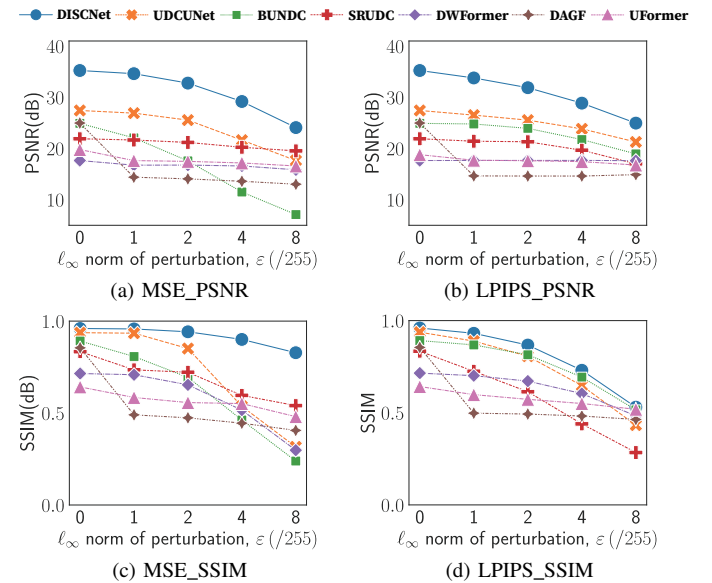 DISCNet UDCUNet BUNDC SRUDC DWFormer DAGF UFormer
40
30
20
10
PSNR(dB)
0 1 2 4 8
ℓ∞ norm of perturbation, ε (/255)
(a) MSE_PSNR
40
30
20
10
PSNR(dB)
0 1 2 4 8
ℓ∞ norm of perturbation, ε (/255)
(b) LPIPS_PSNR
1.0
0.5
0.0
SSIM(dB)
0 1 2 4 8
ℓ∞ norm of perturbation, ε (/255)
(c) MSE_SSIM
1.0
0.5
0.0
SSIM
0 1 2 4 8
ℓ∞ norm of perturbation, ε (/255)
(d) LPIPS_SSIM